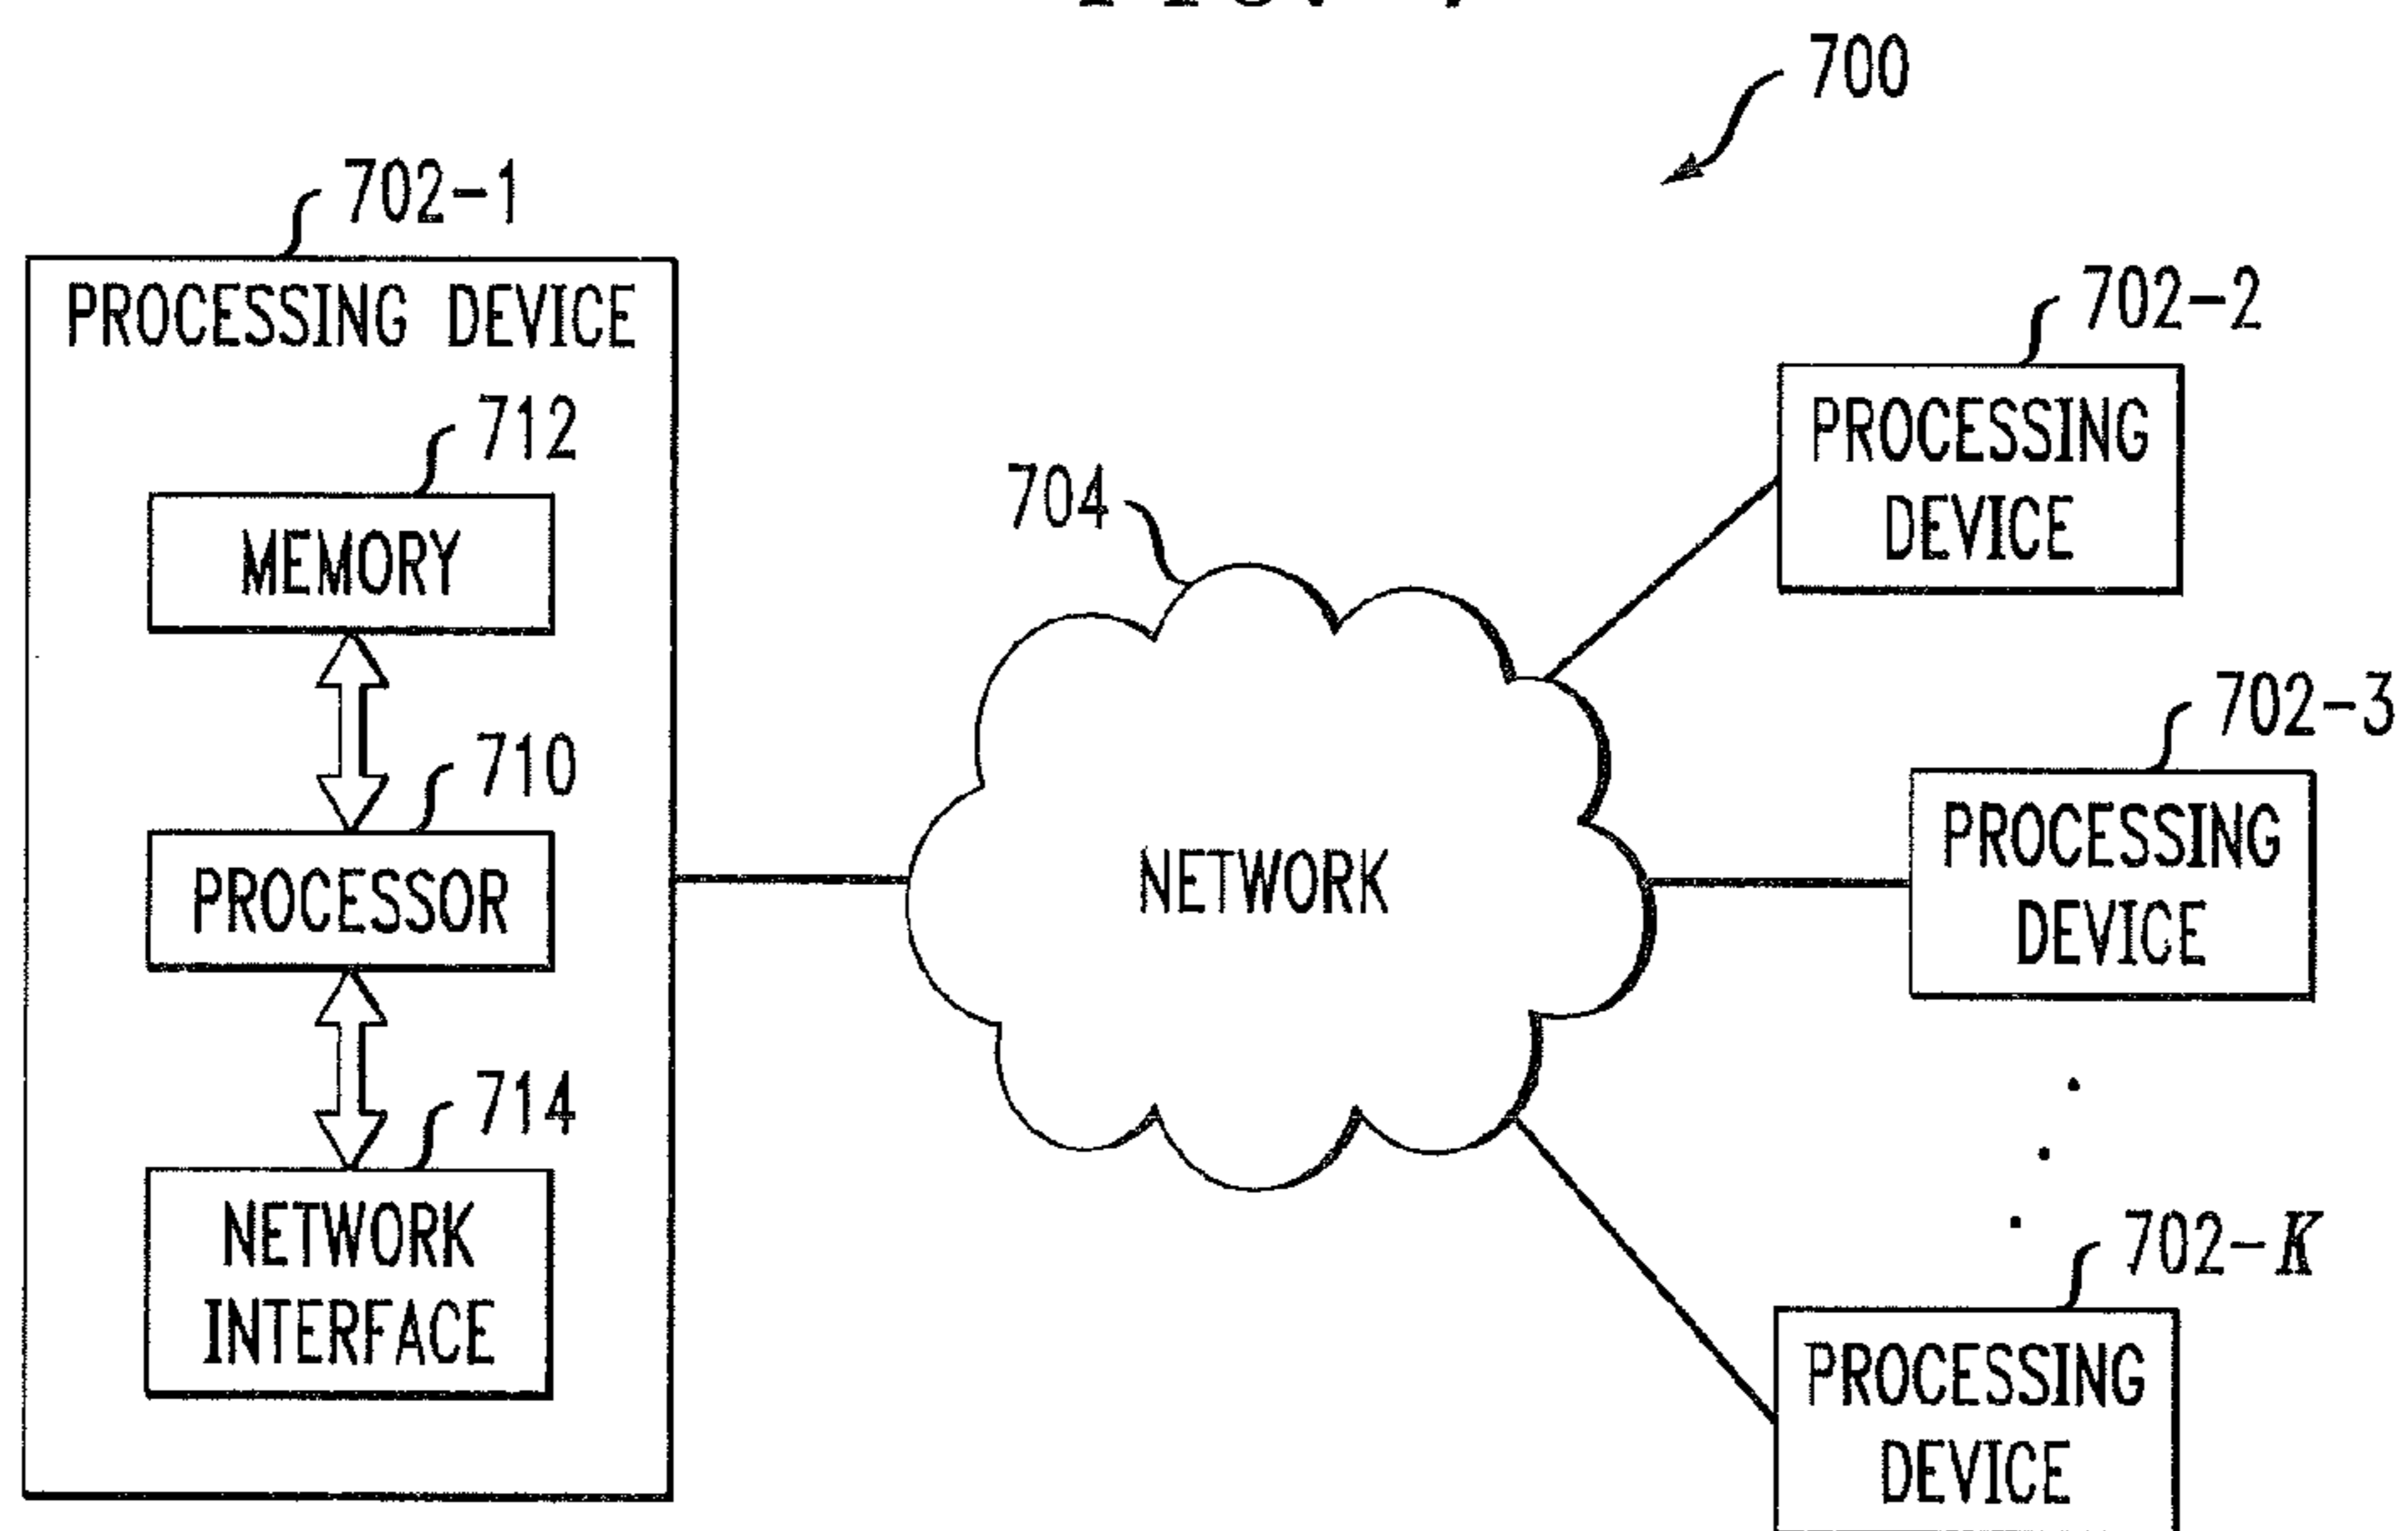 700
702-1
PROCESSING DEVICE
712
MEMORY
710
PROCESSOR
714
NETWORK
INTERFACE
704
NETWORK
702-2
PROCESSING
DEVICE
702-3
PROCESSING
DEVICE
702-K
PROCESSING
DEVICE